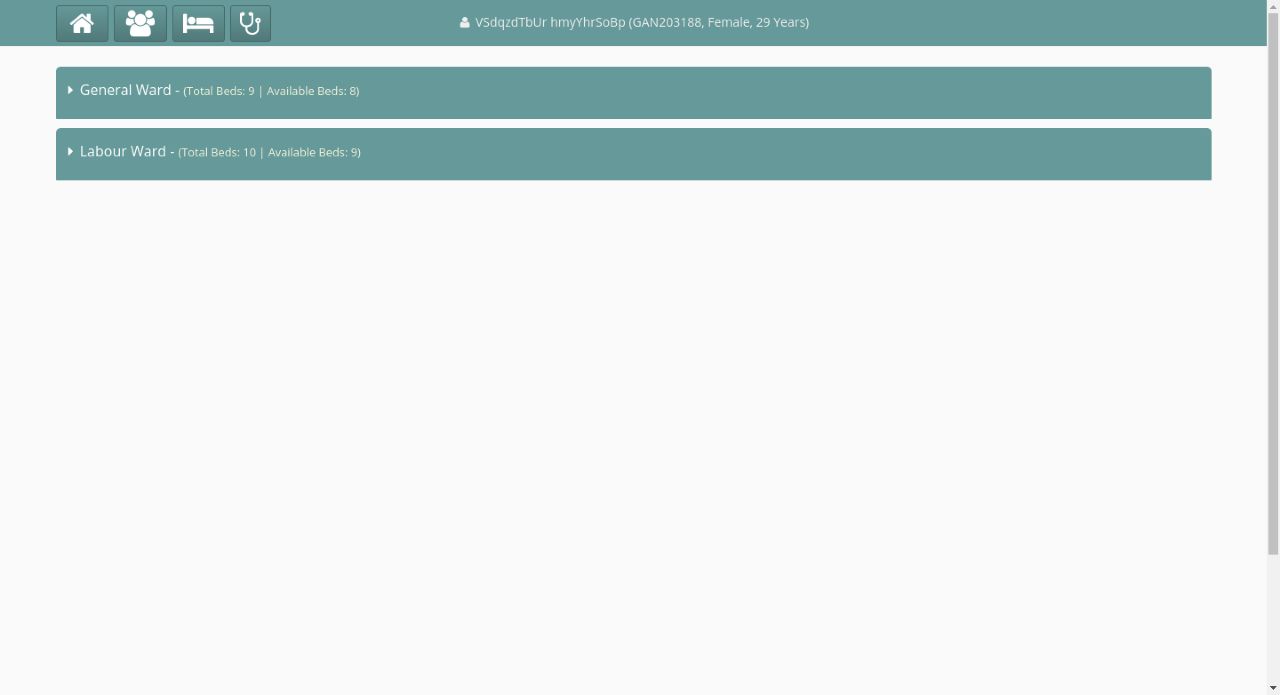 VSdqzdTbUr hmyYhrSoBp (GAN203188, Female, 29 Years)
General Ward - (Total Beds: 9 | Available Beds: 8)
Labour Ward - (Total Beds: 10 | Available Beds: 9)